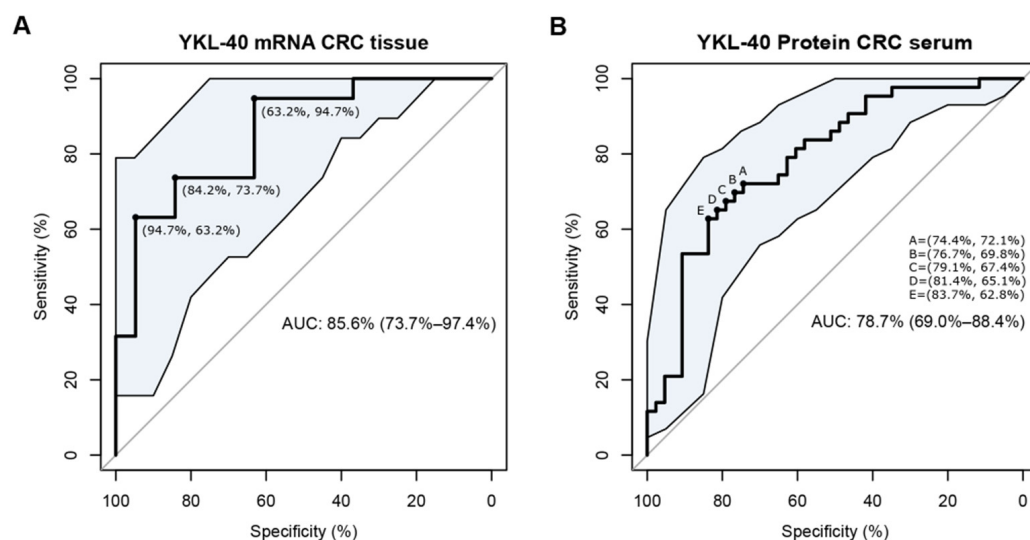 A
YKL-40 mRNA CRC tissue
100
80
60
40
20
0
Sensitivity (%)
(63.2%, 94.7%)
(84.2%, 73.7%)
(94.7%, 63.2%)
AUC: 85.6% (73.7%–97.4%)
100 80 60 40 20 0
Specificity (%)
B
YKL-40 Protein CRC serum
100
80
60
40
20
0
Sensitivity (%)
A
B
C
D
E
A=(74.4%, 72.1%)
B=(76.7%, 69.8%)
C=(79.1%, 67.4%)
D=(81.4%, 65.1%)
E=(83.7%, 62.8%)
AUC: 78.7% (69.0%–88.4%)
100 80 60 40 20 0
Specificity (%)